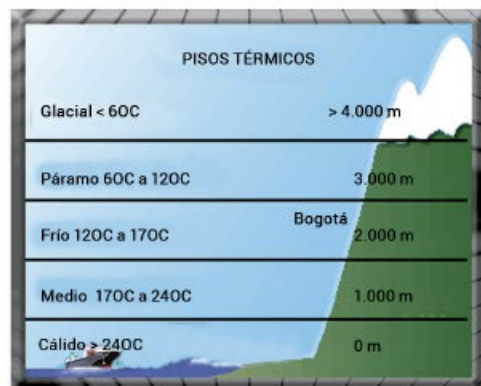 PISOS TÉRMICOS
Glacial < 6OC > 4.000 m
Páramo 6OC a 12OC 3.000 m
Bogotá
Frío 12OC a 17OC 2.000 m
Medio 17OC a 24OC 1.000 m
Cálido > 24OC 0 m